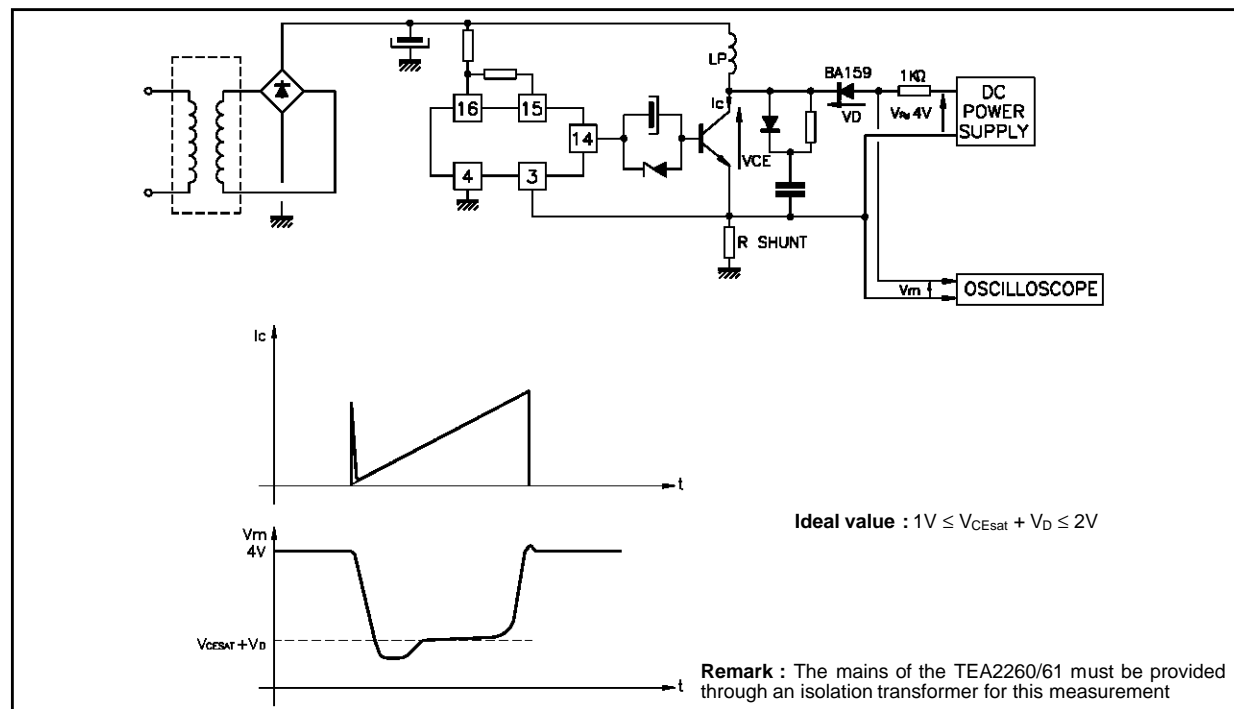 LP
BA159
1KΩ
DC
POWER
SUPPLY
Ic
VD
4V
16
15
14
VCE
4
3
R SHUNT
Vm
OSCILLOSCOPE
Ic
t
Ideal value : 1V ≤ VCEsat + VD ≤ 2V
Vm
4V
VCESAT+VD
t
Remark : The mains of the TEA2260/61 must be provided
through an isolation transformer for this measurement